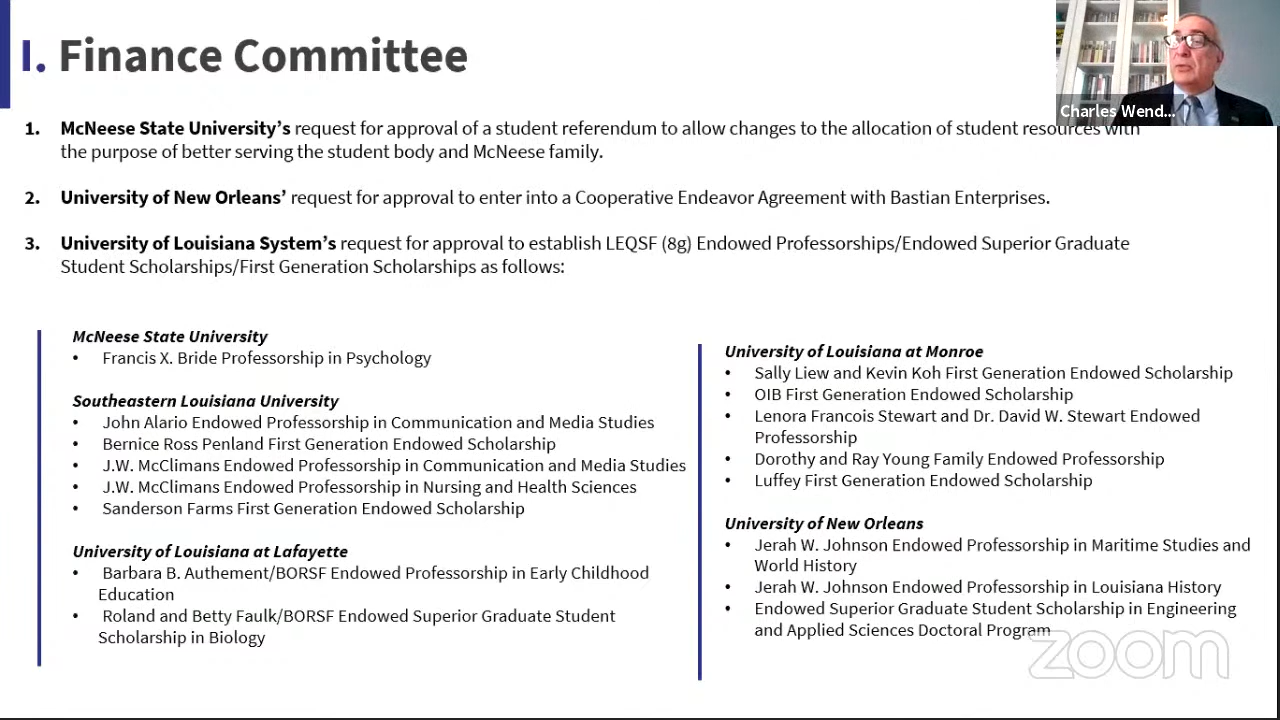 I. Finance Committee
Charles Wend...
1. McNeese State University's request for approval of a student referendum to allow changes to the allocation of student resources with
the purpose of better serving the student body and McNeese family.
2. University of New Orleans' request for approval to enter into a Cooperative Endeavor Agreement with Bastian Enterprises.
3. University of Louisiana System's request for approval to establish LEQSF (8g) Endowed Professorships/Endowed Superior Graduate
Student Scholarships/First Generation Scholarships as follows:
McNeese State University
• Francis X. Bride Professorship in Psychology
Southeastern Louisiana University
• John Alario Endowed Professorship in Communication and Media Studies
• Bernice Ross Penland First Generation Endowed Scholarship
• J.W. McClimans Endowed Professorship in Communication and Media Studies
• J.W. McClimans Endowed Professorship in Nursing and Health Sciences
• Sanderson Farms First Generation Endowed Scholarship
University of Louisiana at Lafayette
• Barbara B. Authement/BORSF Endowed Professorship in Early Childhood
Education
• Roland and Betty Faulk/BORSF Endowed Superior Graduate Student
Scholarship in Biology
University of Louisiana at Monroe
• Sally Liew and Kevin Koh First Generation Endowed Scholarship
• OIB First Generation Endowed Scholarship
• Lenora Francois Stewart and Dr. David W. Stewart Endowed
Professorship
• Dorothy and Ray Young Family Endowed Professorship
• Luffey First Generation Endowed Scholarship
University of New Orleans
• Jerah W. Johnson Endowed Professorship in Maritime Studies and
World History
• Jerah W. Johnson Endowed Professorship in Louisiana History
• Endowed Superior Graduate Student Scholarship in Engineering
and Applied Sciences Doctoral Program
zoom